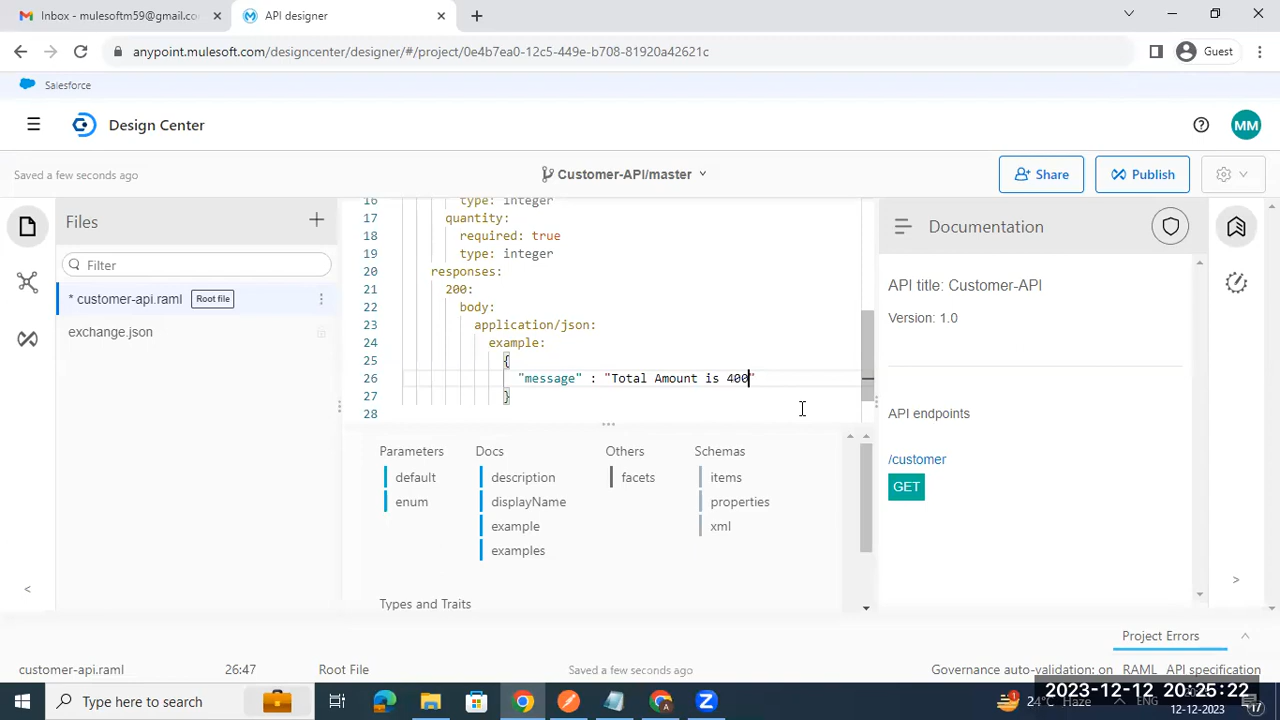 Inbox - mulesoftm59@gmail.co
API designer
anypoint.mulesoft.com/designcenter/designer/#/project/0e4b7ea0-12c5-449e-b708-81920a42621c
Guest
Salesforce
Design Center
MM
Saved a few seconds ago
Customer-API/master
Share
Publish
Files
Filter
* customer-api.raml
Root file
exchange.json
16 type: integer
17 quantity:
18 required: true
19 type: integer
20 responses:
21 200:
22 body:
23 application/json:
24 example:
25 {
26 "message" : "Total Amount is 400"
27 }
28
Parameters
default
enum
Docs
description
displayName
example
examples
Others
facets
Schemas
items
properties
xml
Types and Traits
Documentation
API title: Customer-API
Version: 1.0
API endpoints
/customer
GET
Project Errors
customer-api.raml
26:47
Root File
Saved a few seconds ago
Governance auto-validation: on
RAML
API specification
Type here to search
24°C Haze
ENG
2023-12-12 20:25:22
12-12-2023
17